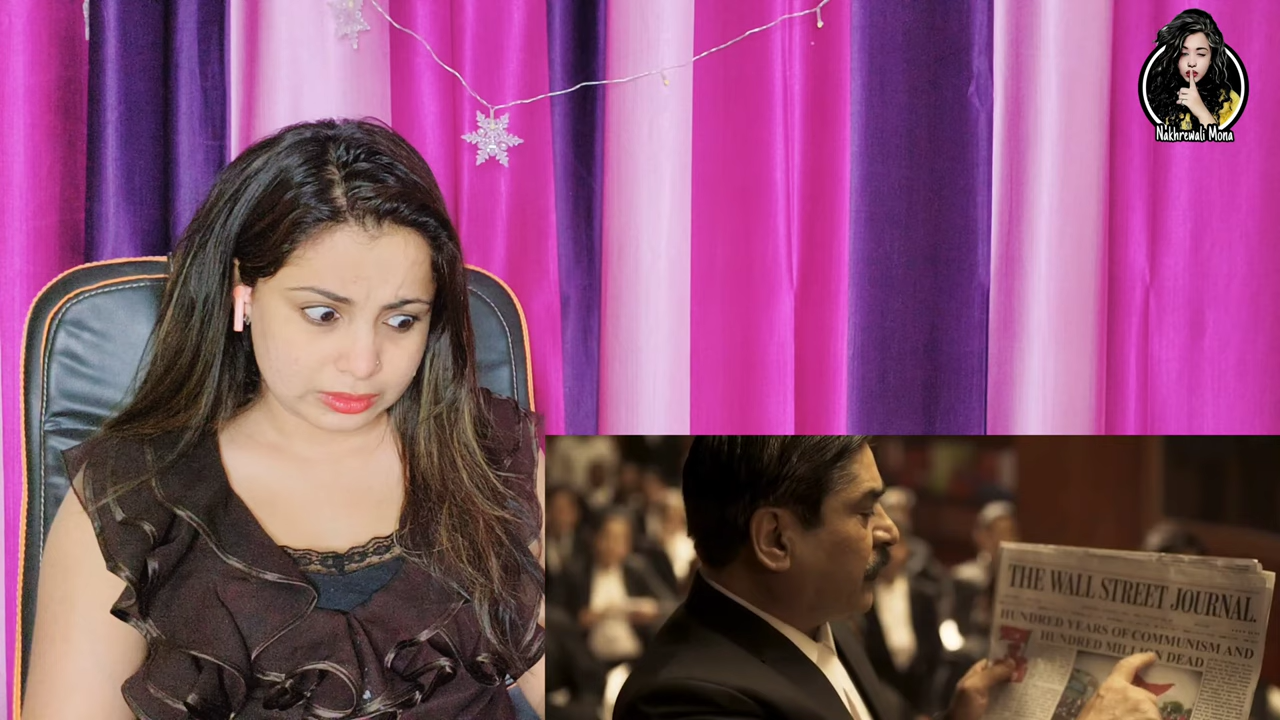 Nakhrewali Mona
THE WALL STREET JOURNAL.
HUNDRED YEARS OF COMMUNISM AND
HUNDRED MILLION DEAD